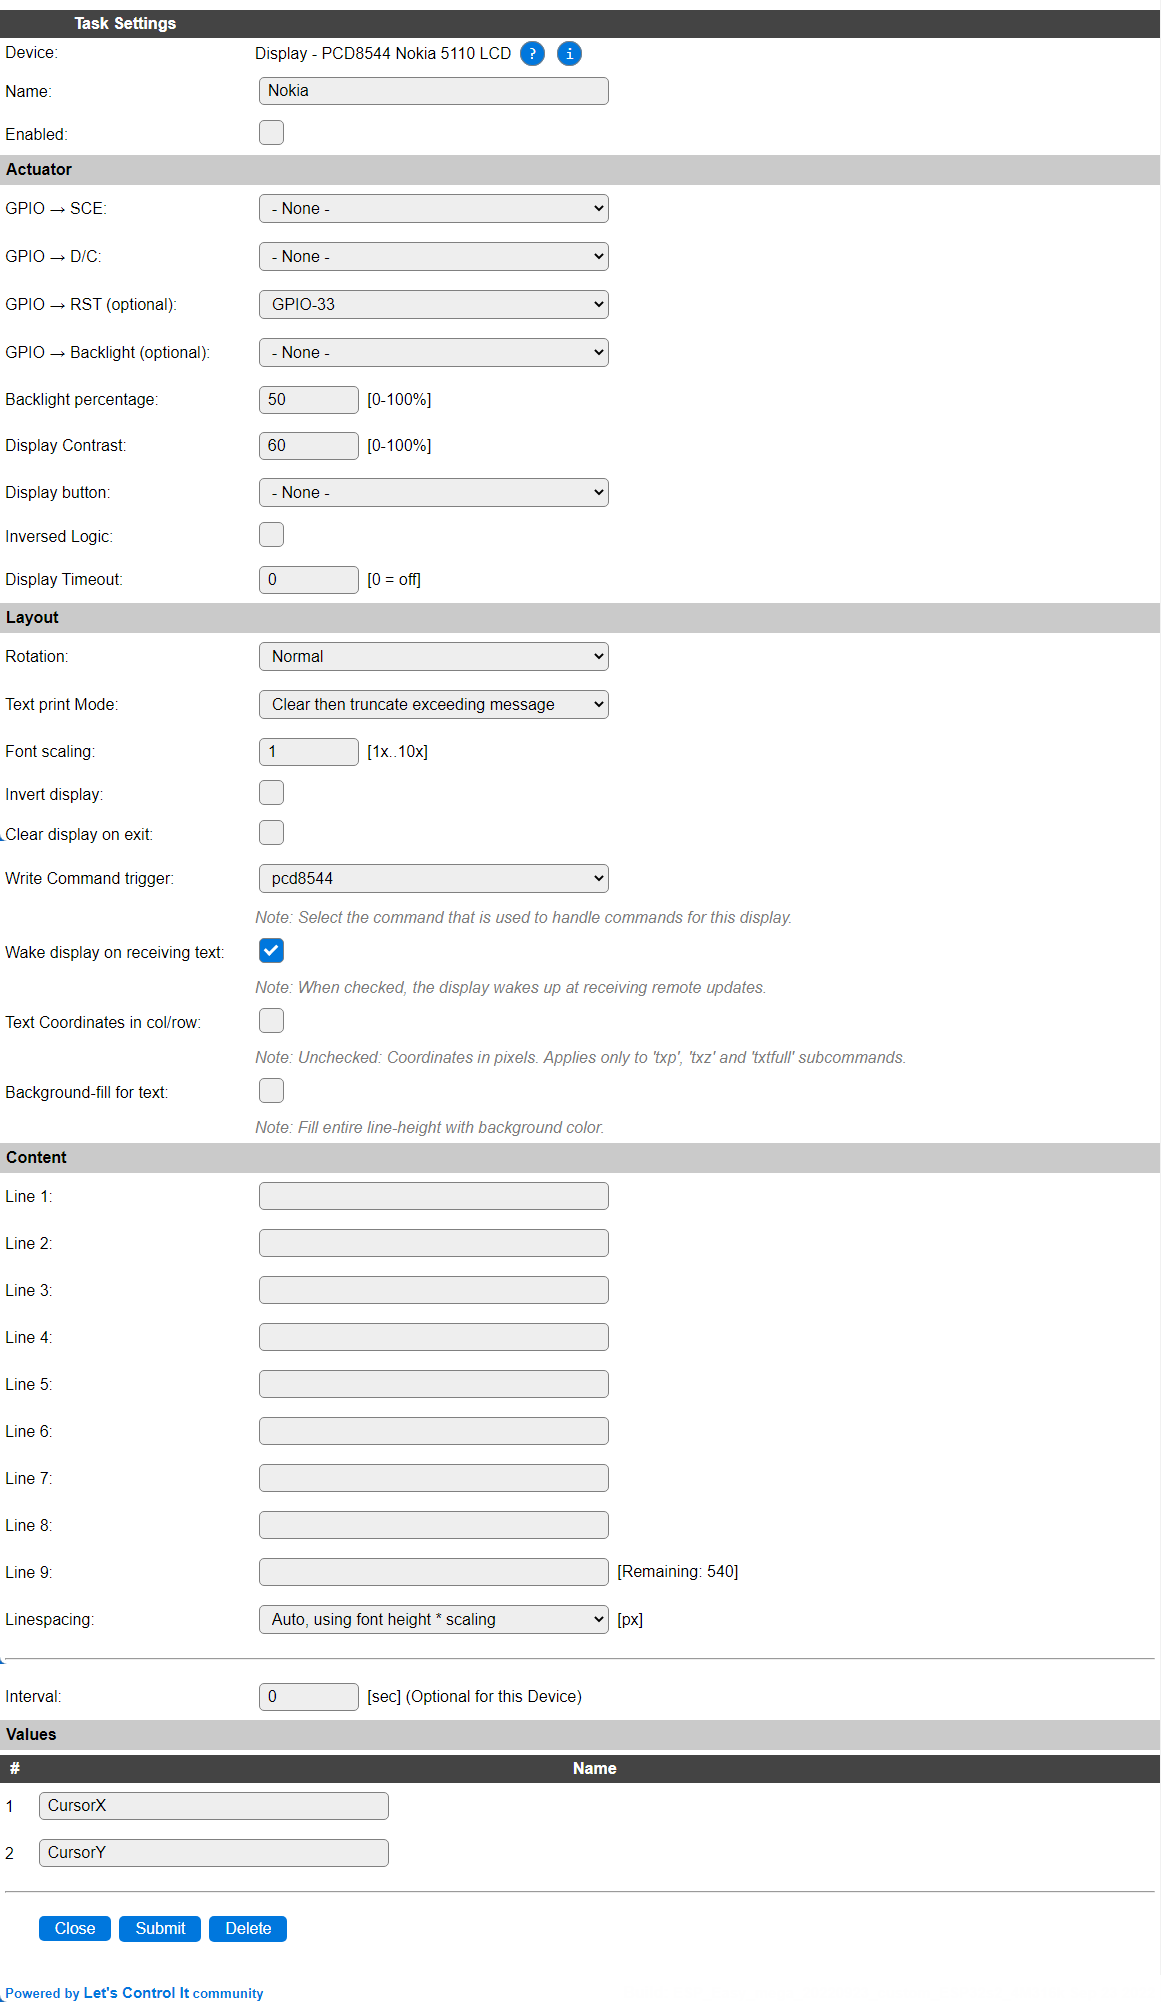 Task Settings
Device: Display - PCD8544 Nokia 5110 LCD ? i
Name: Nokia
Enabled:
Actuator
GPIO → SCE: - None -
GPIO → D/C: - None -
GPIO → RST (optional): GPIO-33
GPIO → Backlight (optional): - None -
Backlight percentage: 50 [0-100%]
Display Contrast: 60 [0-100%]
Display button: - None -
Inversed Logic:
Display Timeout: 0 [0 = off]
Layout
Rotation: Normal
Text print Mode: Clear then truncate exceeding message
Font scaling: 1 [1x..10x]
Invert display:
Clear display on exit:
Write Command trigger: pcd8544
Note: Select the command that is used to handle commands for this display.
Wake display on receiving text:
Note: When checked, the display wakes up at receiving remote updates.
Text Coordinates in col/row:
Note: Unchecked: Coordinates in pixels. Applies only to 'txp', 'txz' and 'txtfull' subcommands.
Background-fill for text:
Note: Fill entire line-height with background color.
Content
Line 1:
Line 2:
Line 3:
Line 4:
Line 5:
Line 6:
Line 7:
Line 8:
Line 9: [Remaining: 540]
Linespacing: Auto, using font height * scaling [px]
Interval: 0 [sec] (Optional for this Device)
Values
# Name
1 CursorX
2 CursorY
Close Submit Delete
Powered by Let's Control It community